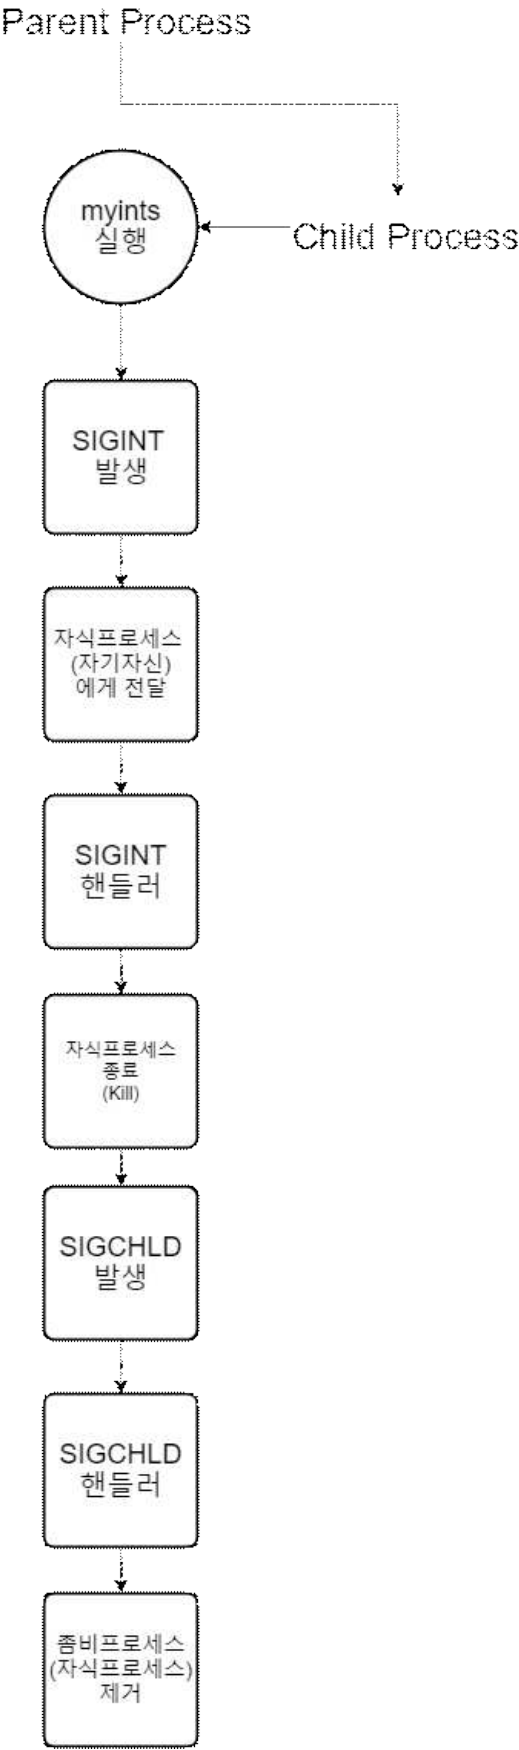 Parent Process
myints
실행
Child Process
SIGINT
발생
자식프로세스
(자기자신)
에게 전달
SIGINT
핸들러
자식프로세스
종료
(Kill)
SIGCHLD
발생
SIGCHLD
핸들러
좀비프로세스
(자식프로세스)
제거